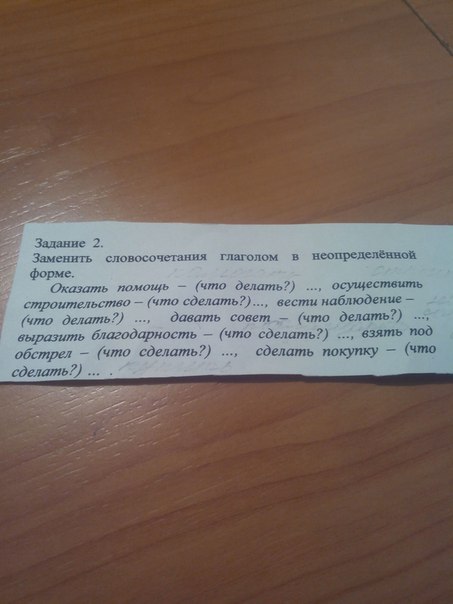 Задание 2.
Заменить словосочетания глаголом в неопределённой
форме.
Оказать помощь – (что делать?) ..., осуществить
строительство – (что сделать?)..., вести наблюдение –
(что делать?) ..., давать совет – (что делать?) ...,
выразить благодарность – (что сделать?) ..., взять под
обстрел – (что сделать?) ..., сделать покупку – (что
сделать?) ... .